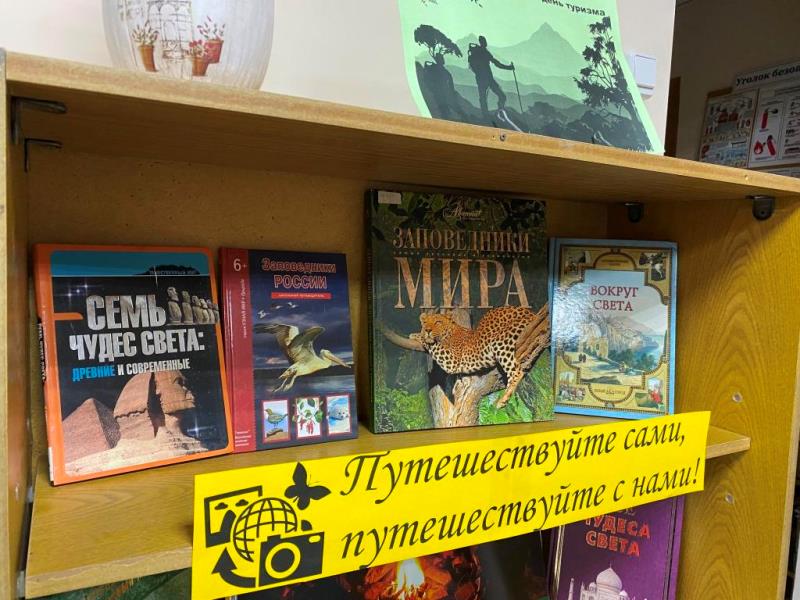 день туризма
Уголок безоп
СЕМЬ
ЧУДЕС СВЕТА:
ДРЕВНИЕ И СОВРЕМЕННЫЕ
6+
Заповедники
РОССИИ
ЗАПОВЕДНИКИ
МИРА
ВОКРУГ
СВЕТА
Путешествуйте сами,
путешествуйте с нами!
ЧУДЕСА
СВЕТА